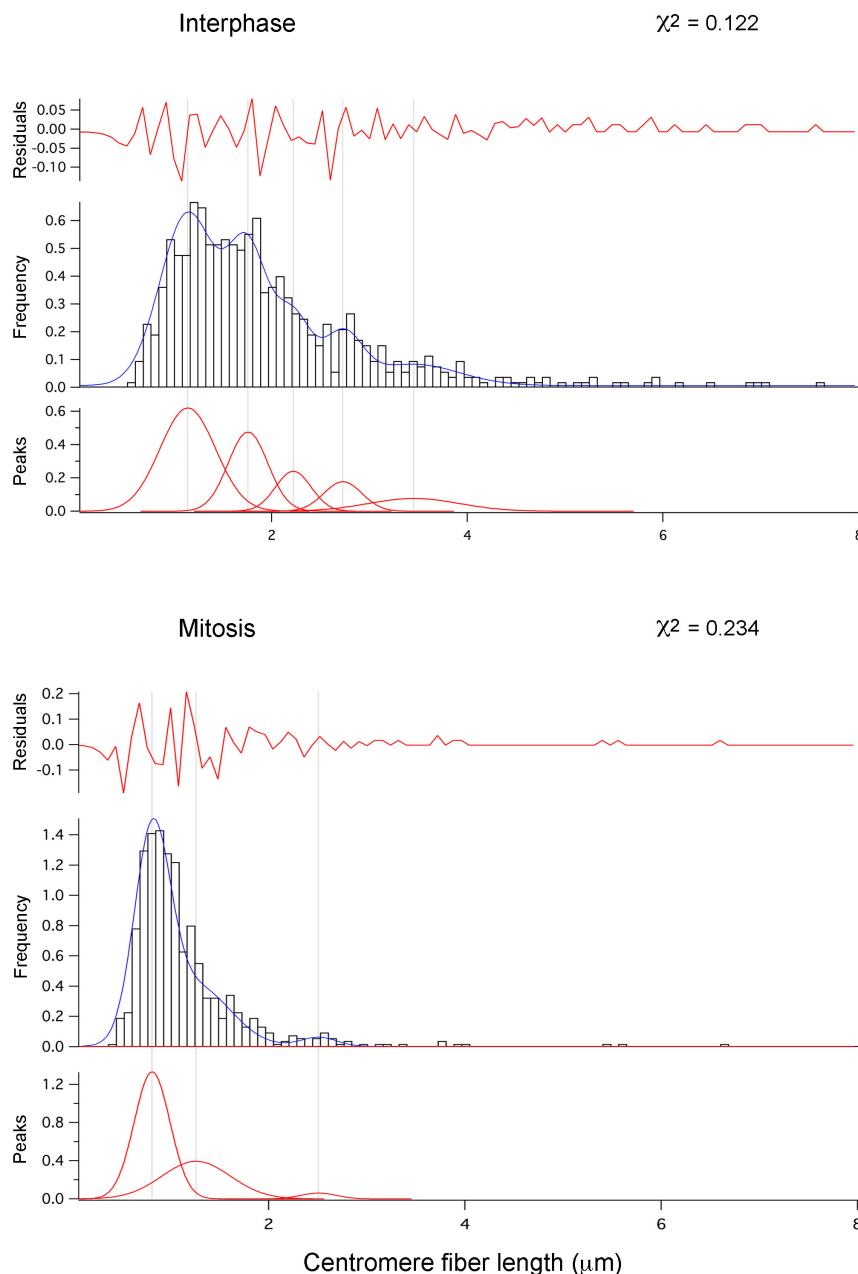 Interphase
χ2 = 0.122
Residuals
0.05
0.00
-0.05
-0.10
Frequency
0.6
0.5
0.4
0.3
0.2
0.1
0.0
Peaks
0.6
0.4
0.2
0.0
2 4 6 8
Mitosis
χ2 = 0.234
Residuals
0.2
0.1
0.0
-0.1
Frequency
1.4
1.2
1.0
0.8
0.6
0.4
0.2
0.0
Peaks
1.2
0.8
0.4
0.0
2 4 6 8
Centromere fiber length (μm)